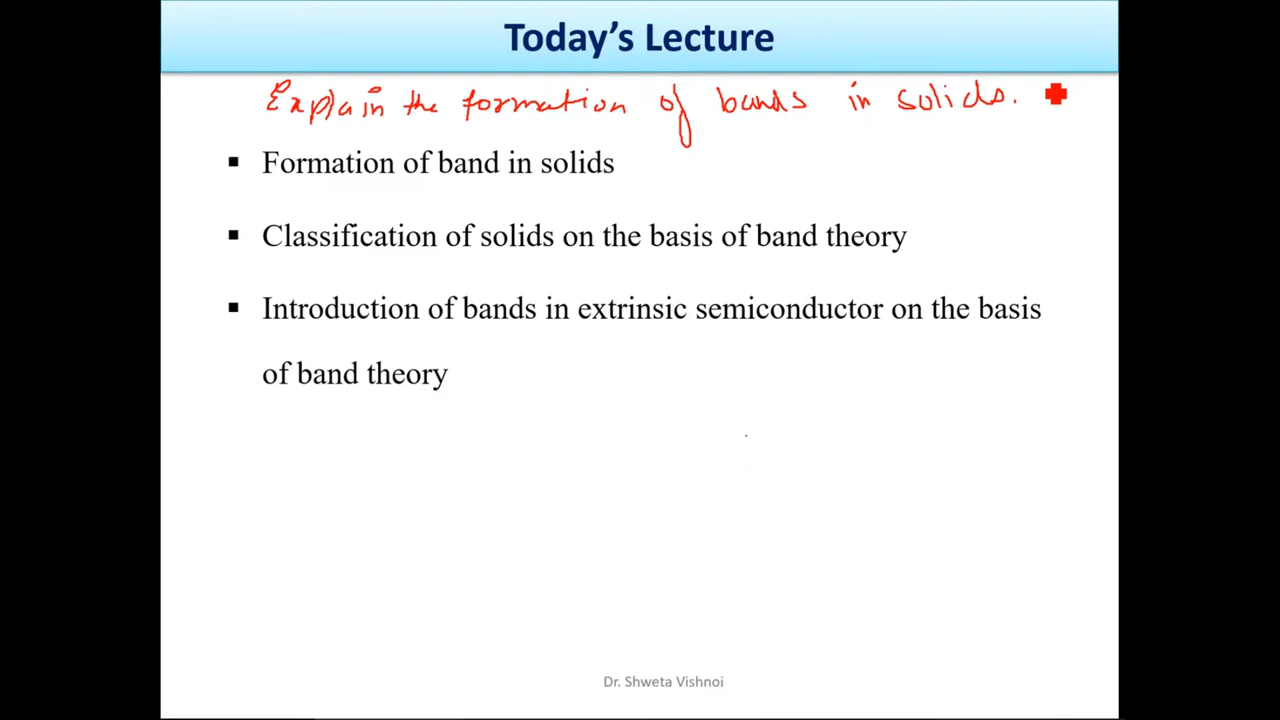 Today's Lecture
Explain the formation of bands in solids.
▪ Formation of band in solids
▪ Classification of solids on the basis of band theory
▪ Introduction of bands in extrinsic semiconductor on the basis
of band theory
Dr. Shweta Vishnoi